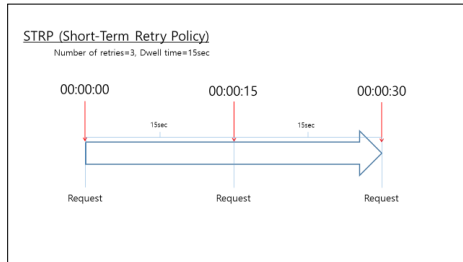 STRP (Short-Term Retry Policy)
Number of retries=3, Dwell time=15sec
00:00:00 00:00:15 00:00:30
15sec 15sec
Request Request Request